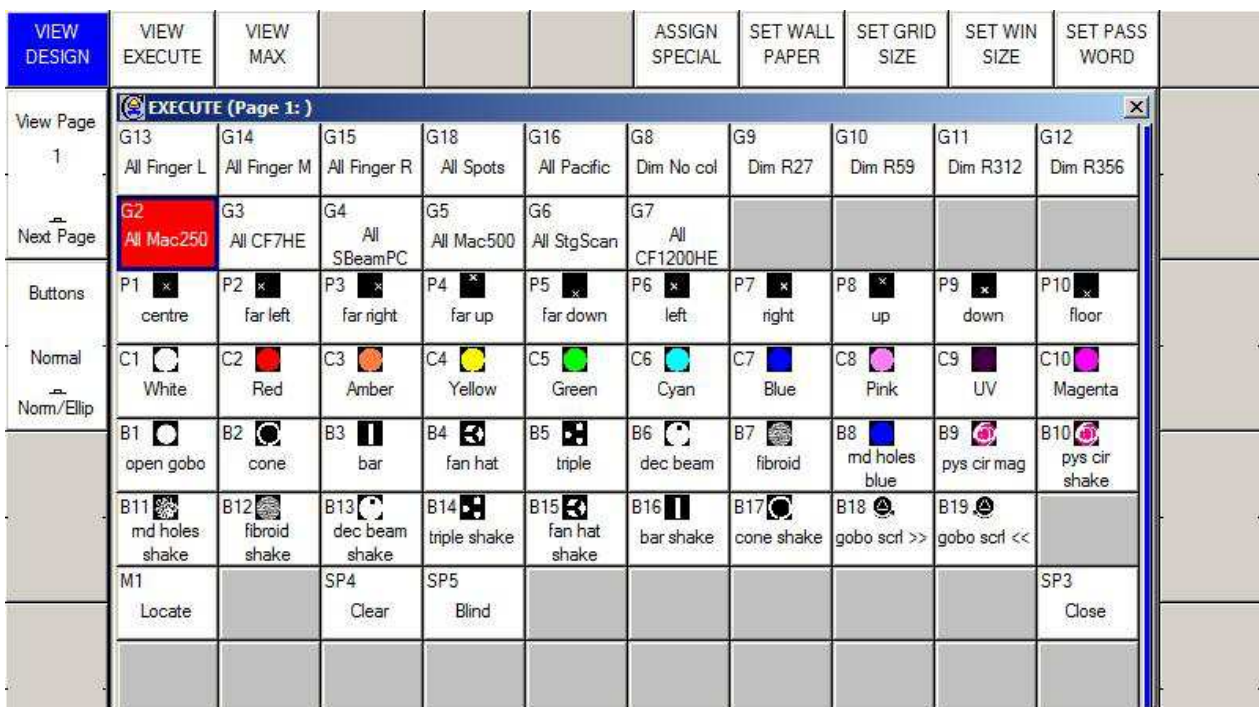 VIEW DESIGN
VIEW EXECUTE
VIEW MAX
ASSIGN SPECIAL
SET WALL PAPER
SET GRID SIZE
SET WIN SIZE
SET PASS WORD
View Page
1
Next Page
Buttons
Normal
Norm/Ellip
EXECUTE (Page 1: )
G13 G14 G15 G18 G16 G8 G9 G10 G11 G12
All Finger L All Finger M All Finger R All Spots All Pacific Dim No col Dim R27 Dim R59 Dim R312 Dim R356
G2 G3 G4 G5 G6 G7
All Mac250 All CF7HE All SBeamPC All Mac500 All StgScan All CF1200HE
P1 P2 P3 P4 P5 P6 P7 P8 P9 P10
centre far left far right far up far down left right up down floor
C1 C2 C3 C4 C5 C6 C7 C8 C9 C10
White Red Amber Yellow Green Cyan Blue Pink UV Magenta
B1 B2 B3 B4 B5 B6 B7 B8 B9 B10
open gobo cone bar fan hat triple dec beam fibroid rnd holes blue pys cir mag pys cir shake
B11 B12 B13 B14 B15 B16 B17 B18 B19
rnd holes shake fibroid shake dec beam shake triple shake fan hat shake bar shake cone shake gobo scrl >> gobo scrl <<
M1 SP4 SP5 SP3
Locate Clear Blind Close